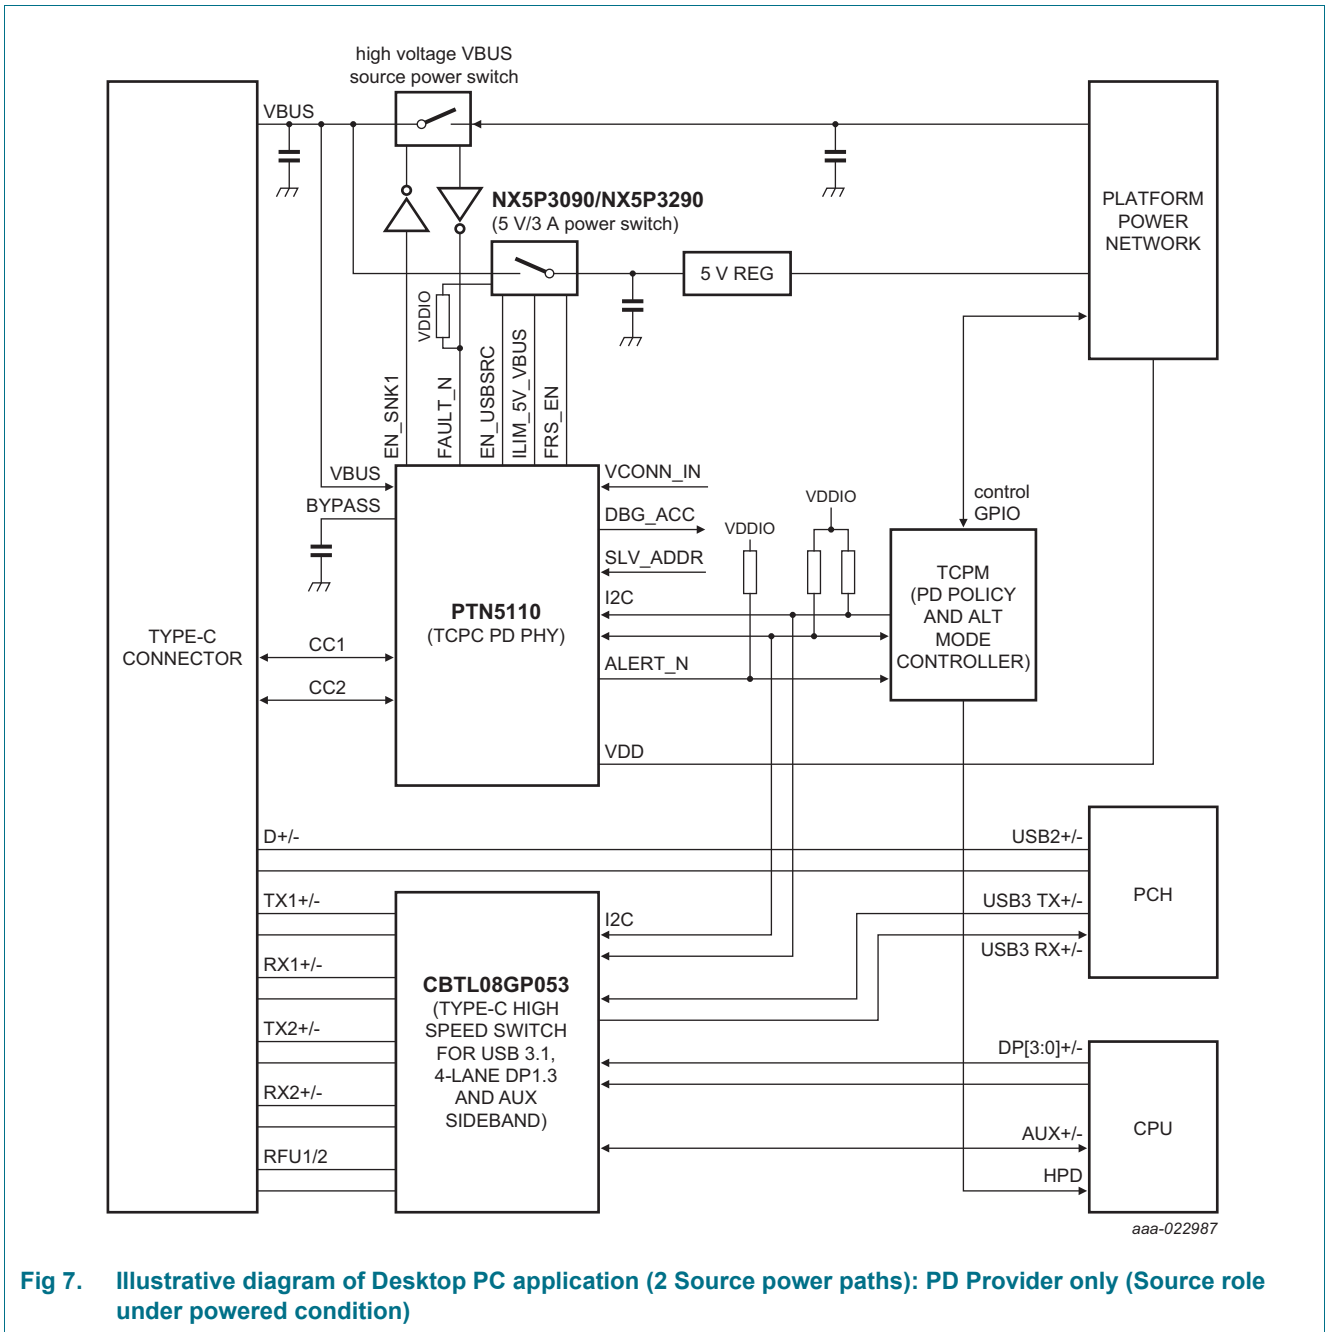 high voltage VBUS
source power switch
VBUS
NX5P3090/NX5P3290
(5 V/3 A power switch)
PLATFORM
POWER
NETWORK
5 V REG
VDDIO
EN_SNK1
FAULT_N
EN_USBSRC
ILIM_5V_VBUS
FRS_EN
VBUS
BYPASS
VCONN_IN
DBG_ACC
SLV_ADDR
I2C
ALERT_N
VDD
VDDIO
VDDIO
control
GPIO
PTN5110
(TCPC PD PHY)
TCPM
(PD POLICY
AND ALT
MODE
CONTROLLER)
TYPE-C
CONNECTOR
CC1
CC2
D+/-
TX1+/-
RX1+/-
TX2+/-
RX2+/-
RFU1/2
I2C
CBTL08GP053
(TYPE-C HIGH
SPEED SWITCH
FOR USB 3.1,
4-LANE DP1.3
AND AUX
SIDEBAND)
USB2+/-
USB3 TX+/-
USB3 RX+/-
PCH
DP[3:0]+/-
AUX+/-
HPD
CPU
aaa-022987
Fig 7. Illustrative diagram of Desktop PC application (2 Source power paths): PD Provider only (Source role
under powered condition)